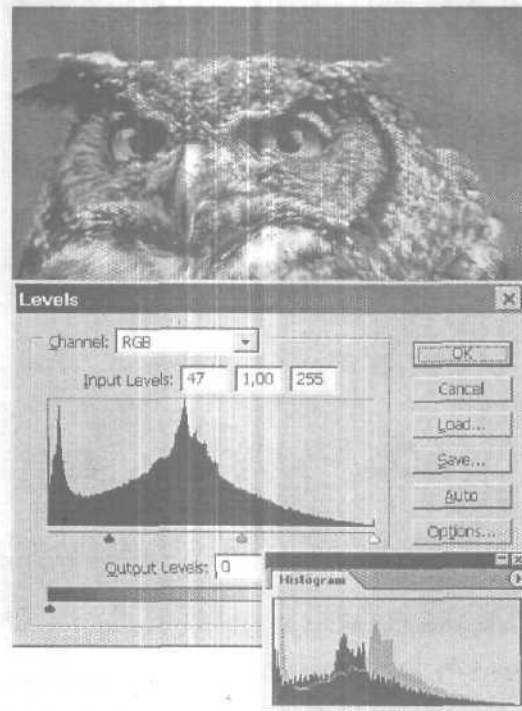 Levels
Channel: RGB
OK
Input Levels: 47 1,00 255
Cancel
Load...
Save...
Auto
Options...
Output Levels: 0
Histogram